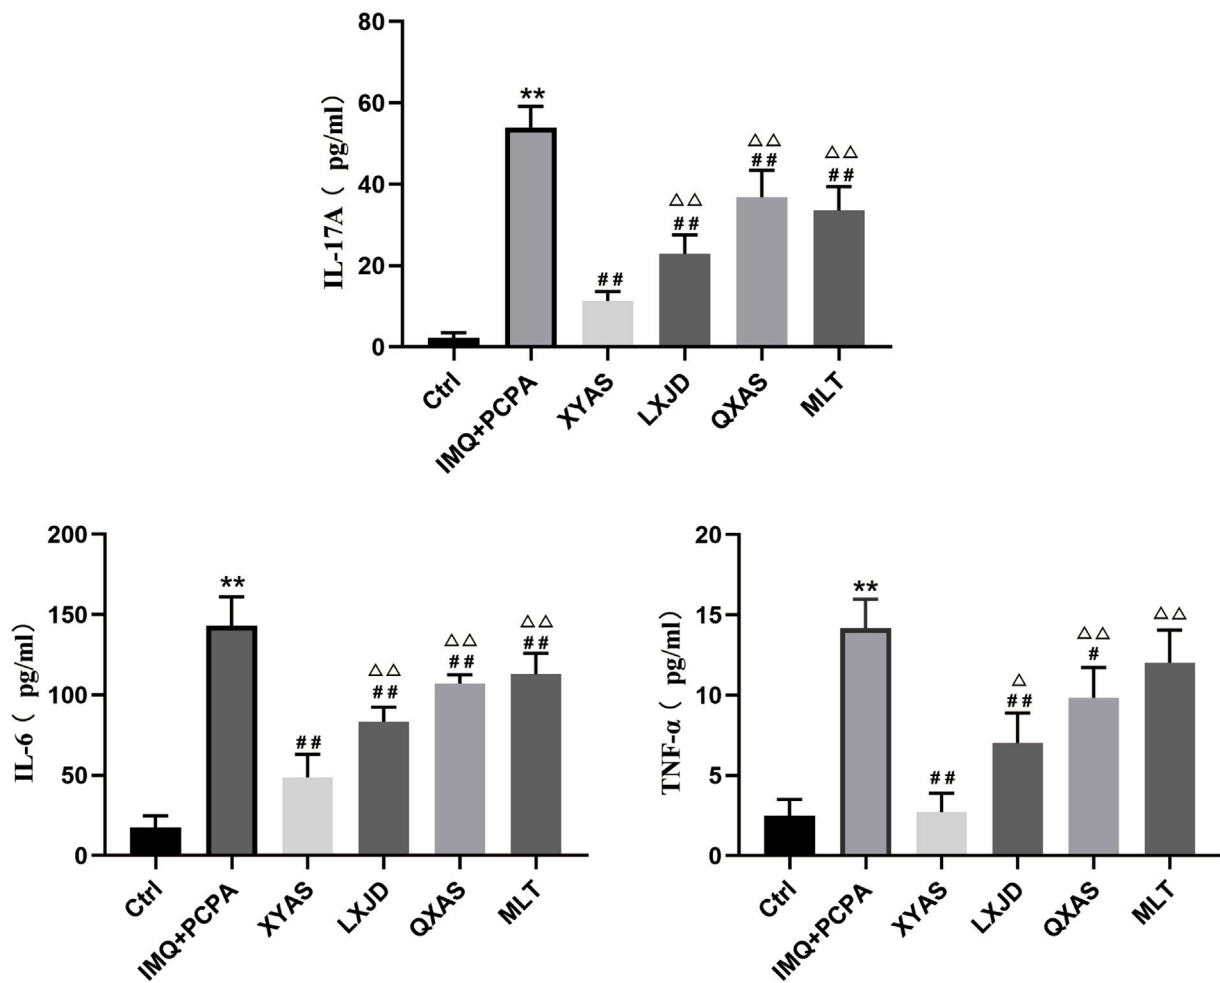 80
60
40
20
0
IL-17A（ pg/ml）
**
##
△△
##
△△
##
△△
##
Ctrl
IMQ+PCPA
XYAS
LXJD
QXAS
MLT
200
150
100
50
0
IL-6（ pg/ml）
**
##
△△
##
△△
##
△△
##
Ctrl
IMQ+PCPA
XYAS
LXJD
QXAS
MLT
20
15
10
5
0
TNF-α（ pg/ml）
**
##
△
##
△△
#
△△
Ctrl
IMQ+PCPA
XYAS
LXJD
QXAS
MLT